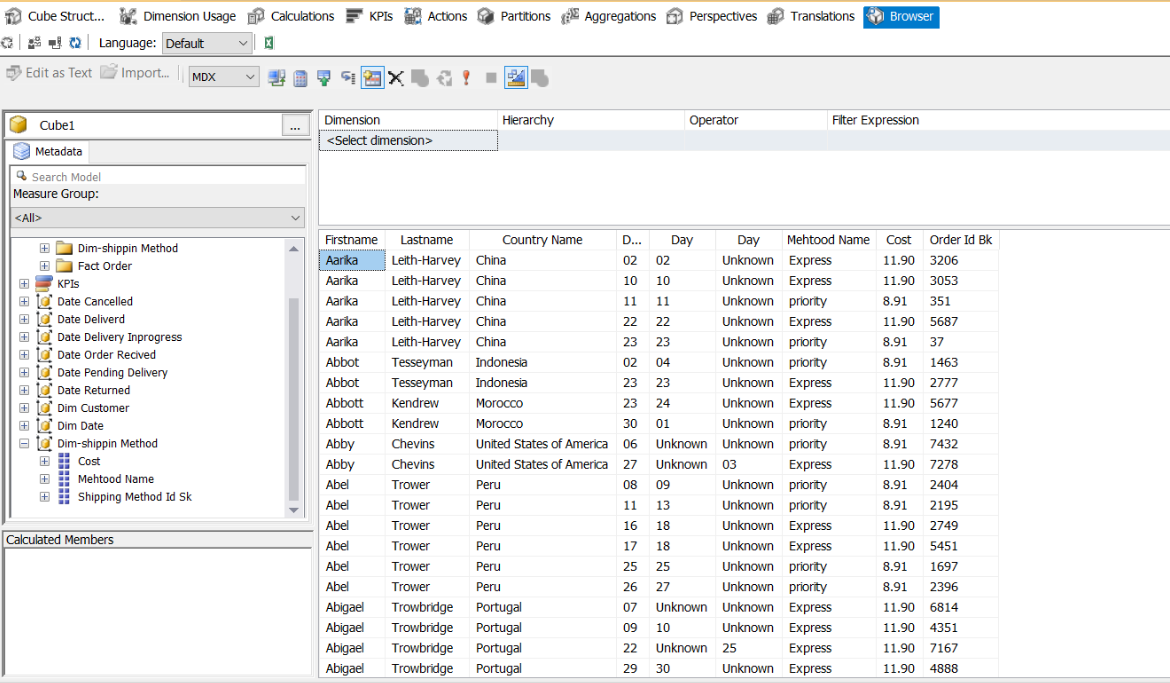 Cube Struct... Dimension Usage Calculations KPIs Actions Partitions Aggregations Perspectives Translations Browser
Language: Default
Edit as Text Import... MDX
Cube1 ...
Metadata
Search Model
Measure Group:
<All>
Dim-shippin Method
Fact Order
KPIs
Date Cancelled
Date Deliverd
Date Delivery Inprogress
Date Order Recived
Date Pending Delivery
Date Returned
Dim Customer
Dim Date
Dim-shippin Method
Cost
Mehtood Name
Shipping Method Id Sk
Calculated Members
Dimension Hierarchy Operator Filter Expression
<Select dimension>
Firstname Lastname Country Name D... Day Day Mehtood Name Cost Order Id Bk
Aarika Leith-Harvey China 02 02 Unknown Express 11.90 3206
Aarika Leith-Harvey China 10 10 Unknown Express 11.90 3053
Aarika Leith-Harvey China 11 11 Unknown priority 8.91 351
Aarika Leith-Harvey China 22 22 Unknown Express 11.90 5687
Aarika Leith-Harvey China 23 23 Unknown priority 8.91 37
Abbot Tesseyman Indonesia 02 04 Unknown priority 8.91 1463
Abbot Tesseyman Indonesia 23 23 Unknown Express 11.90 2777
Abbott Kendrew Morocco 23 24 Unknown Express 11.90 5677
Abbott Kendrew Morocco 30 01 Unknown priority 8.91 1240
Abby Chevins United States of America 06 Unknown Unknown priority 8.91 7432
Abby Chevins United States of America 27 Unknown 03 Express 11.90 7278
Abel Trower Peru 08 09 Unknown priority 8.91 2404
Abel Trower Peru 11 13 Unknown priority 8.91 2195
Abel Trower Peru 16 18 Unknown Express 11.90 2749
Abel Trower Peru 17 18 Unknown Express 11.90 5451
Abel Trower Peru 25 25 Unknown priority 8.91 1697
Abel Trower Peru 26 27 Unknown priority 8.91 2396
Abigael Trowbridge Portugal 07 Unknown Unknown Express 11.90 6814
Abigael Trowbridge Portugal 09 10 Unknown Express 11.90 4351
Abigael Trowbridge Portugal 22 Unknown 25 Express 11.90 7167
Abigael Trowbridge Portugal 29 30 Unknown Express 11.90 4888